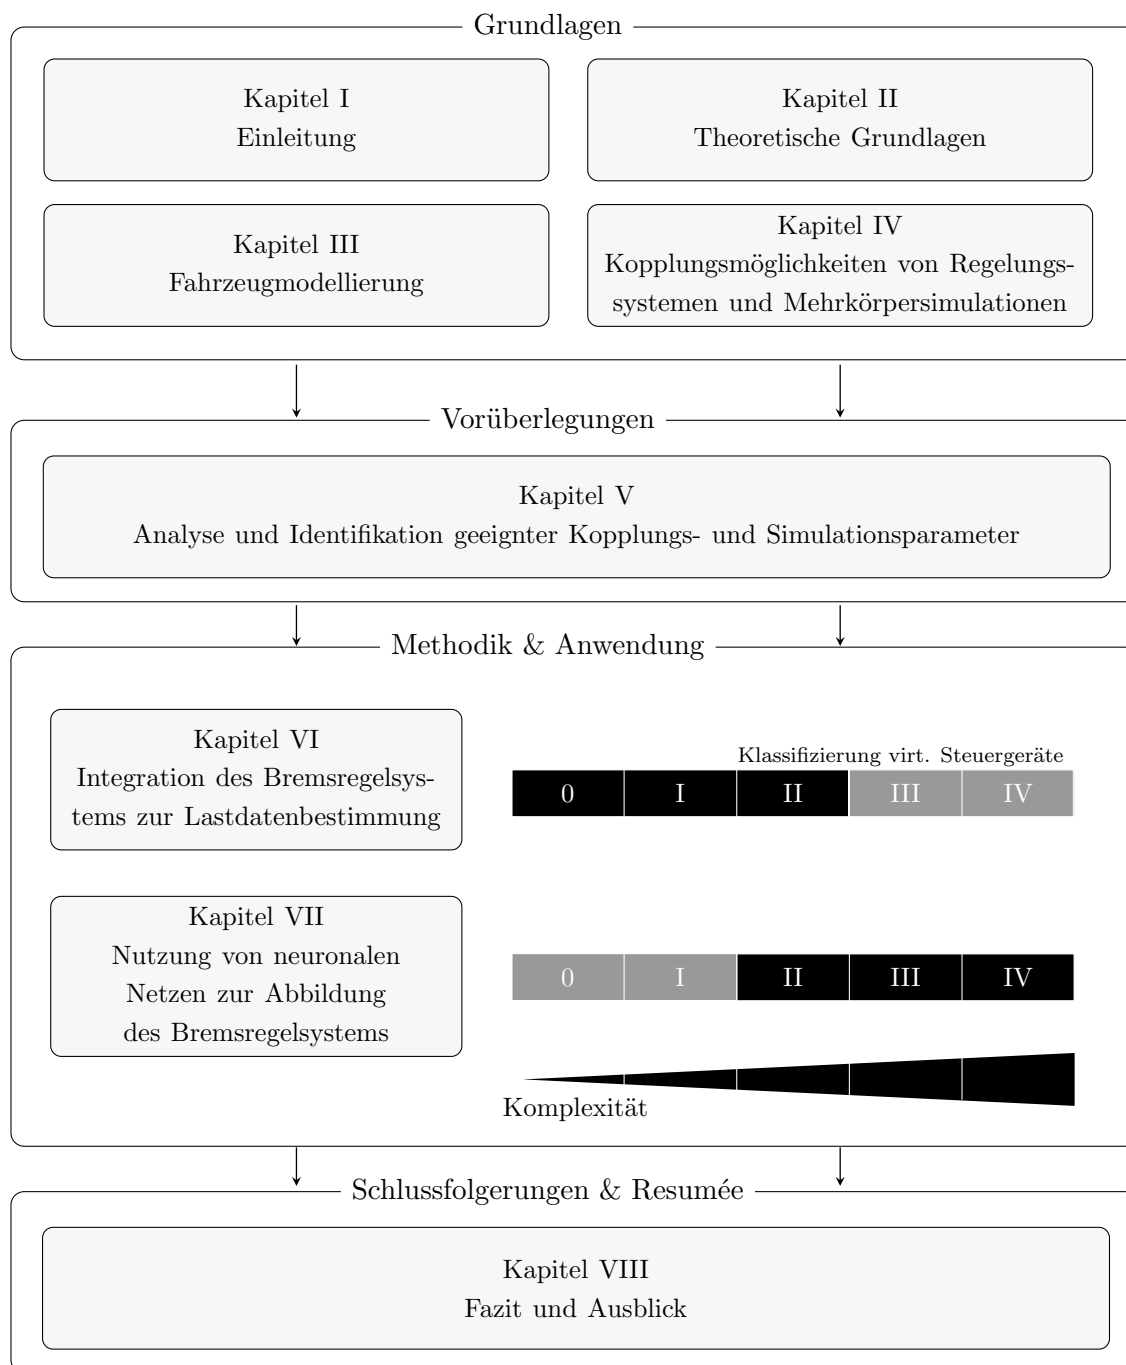 Grundlagen
Kapitel I
Einleitung
Kapitel II
Theoretische Grundlagen
Kapitel III
Fahrzeugmodellierung
Kapitel IV
Kopplungsmöglichkeiten von Regelungs-
systemen und Mehrkörpersimulationen
Vorüberlegungen
Kapitel V
Analyse und Identifikation geeignter Kopplungs- und Simulationsparameter
Methodik & Anwendung
Kapitel VI
Integration des Bremsregelsys-
tems zur Lastdatenbestimmung
Klassifizierung virt. Steuergeräte
0 I II III IV
Kapitel VII
Nutzung von neuronalen
Netzen zur Abbildung
des Bremsregelsystems
0 I II III IV
Komplexität
Schlussfolgerungen & Resumée
Kapitel VIII
Fazit und Ausblick